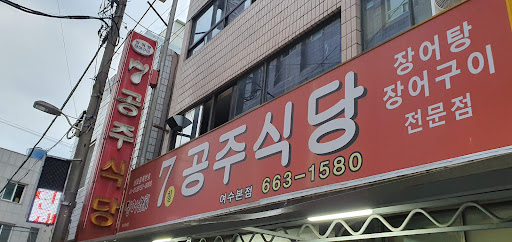 7공주식당
7공주식당
여수본점 663-1580
장어탕
장어구이
전문점